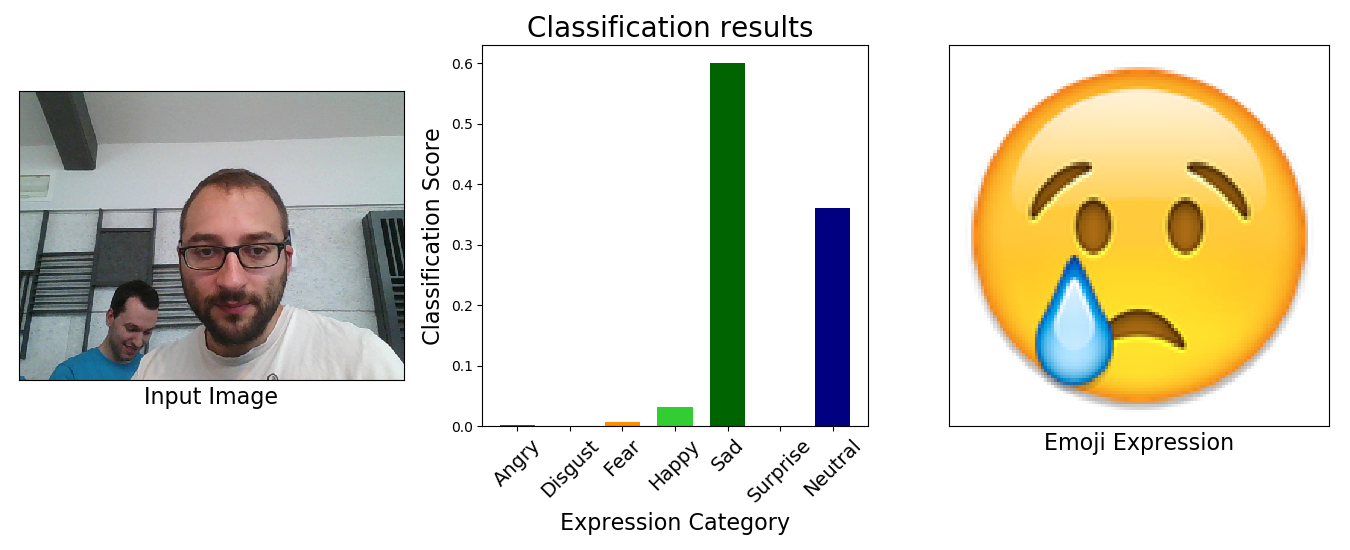 Classification results
Classification Score
0.6
0.5
0.4
0.3
0.2
0.1
0.0
Angry
Disgust
Fear
Happy
Sad
Surprise
Neutral
Expression Category
Input Image
Emoji Expression